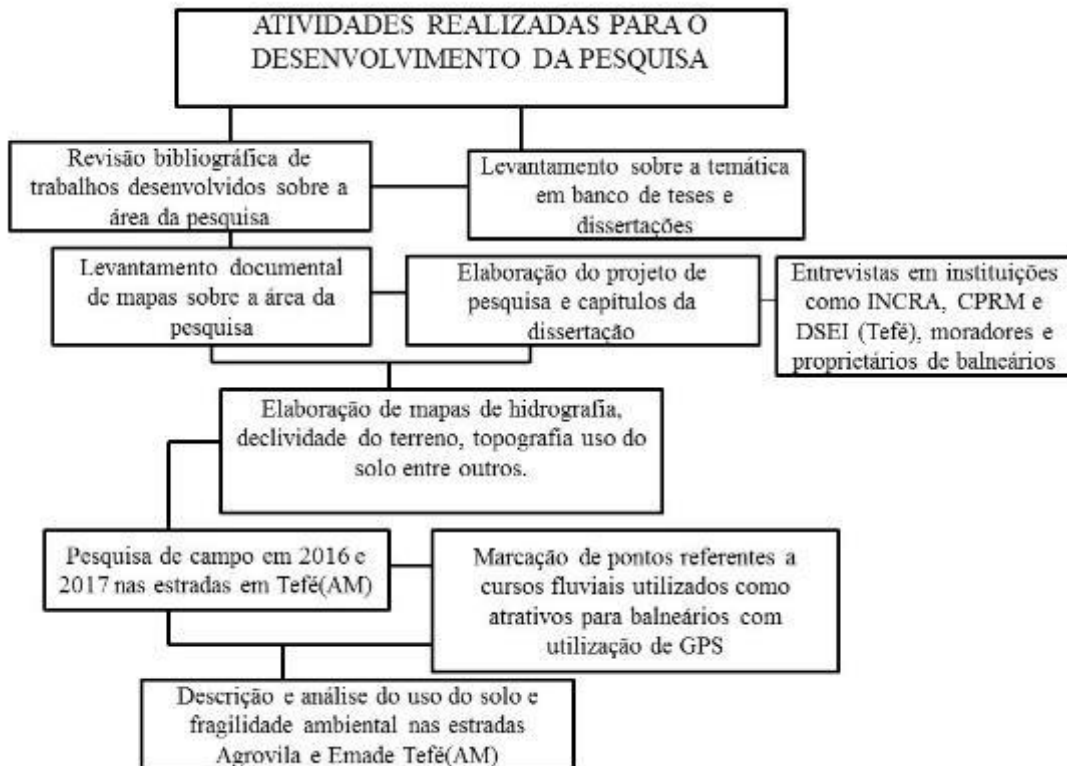 ATIVIDADES REALIZADAS PARA O
DESENVOLVIMENTO DA PESQUISA
Revisão bibliográfica de
trabalhos desenvolvidos sobre a
área da pesquisa
Levantamento sobre a temática
em banco de teses e
dissertações
Levantamento documental
de mapas sobre a área da
pesquisa
Elaboração do projeto de
pesquisa e capítulos da
dissertação
Entrevistas em instituições
como INCRA, CPRM e
DSEI (Tefé), moradores e
proprietários de balneários
Elaboração de mapas de hidrografia,
declividade do terreno, topografia uso do
solo entre outros.
Pesquisa de campo em 2016 e
2017 nas estradas em Tefé(AM)
Marcação de pontos referentes a
cursos fluviais utilizados como
atrativos para balneários com
utilização de GPS
Descrição e análise do uso do solo e
fragilidade ambiental nas estradas
Agrovila e Emade Tefé(AM)